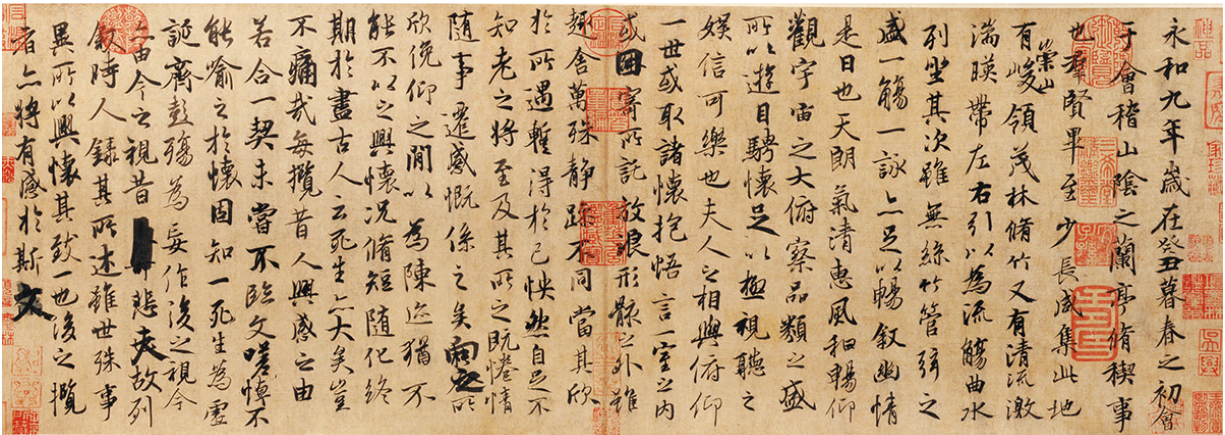 永和九年歲在癸丑暮春之初會
于會稽山陰之蘭亭脩稧事
也群賢畢至少長咸集此地
有崇山峻領茂林脩竹又有清流激
湍暎帶左右引以為流觴曲水
列坐其次雖無絲竹管弦之
盛一觴一詠亦足以暢敘幽情
是日也天朗氣清惠風和暢仰
觀宇宙之大俯察品類之盛
所以遊目騁懷足以極視聽之
娛信可樂也夫人之相與俯仰
一世或取諸懷抱悟言一室之內
或因寄所託放浪形骸之外雖
趣舍萬殊靜躁不同當其欣
於所遇暫得於己怏然自足不
知老之將至及其所之既惓情
隨事遷感慨係之矣向之所
欣俛仰之閒以為陳迹猶不
能不以之興懷況脩短隨化終
期於盡古人云死生亦大矣豈
不痛哉每攬昔人興感之由
若合一契未嘗不臨文嗟悼不
能喻之於懷固知一死生為虛
誕齊彭殤為妄作後之視今
亦由今之視昔悲夫故列
敘時人錄其所述雖世殊事
異所以興懷其致一也後之攬
者亦將有感於斯文